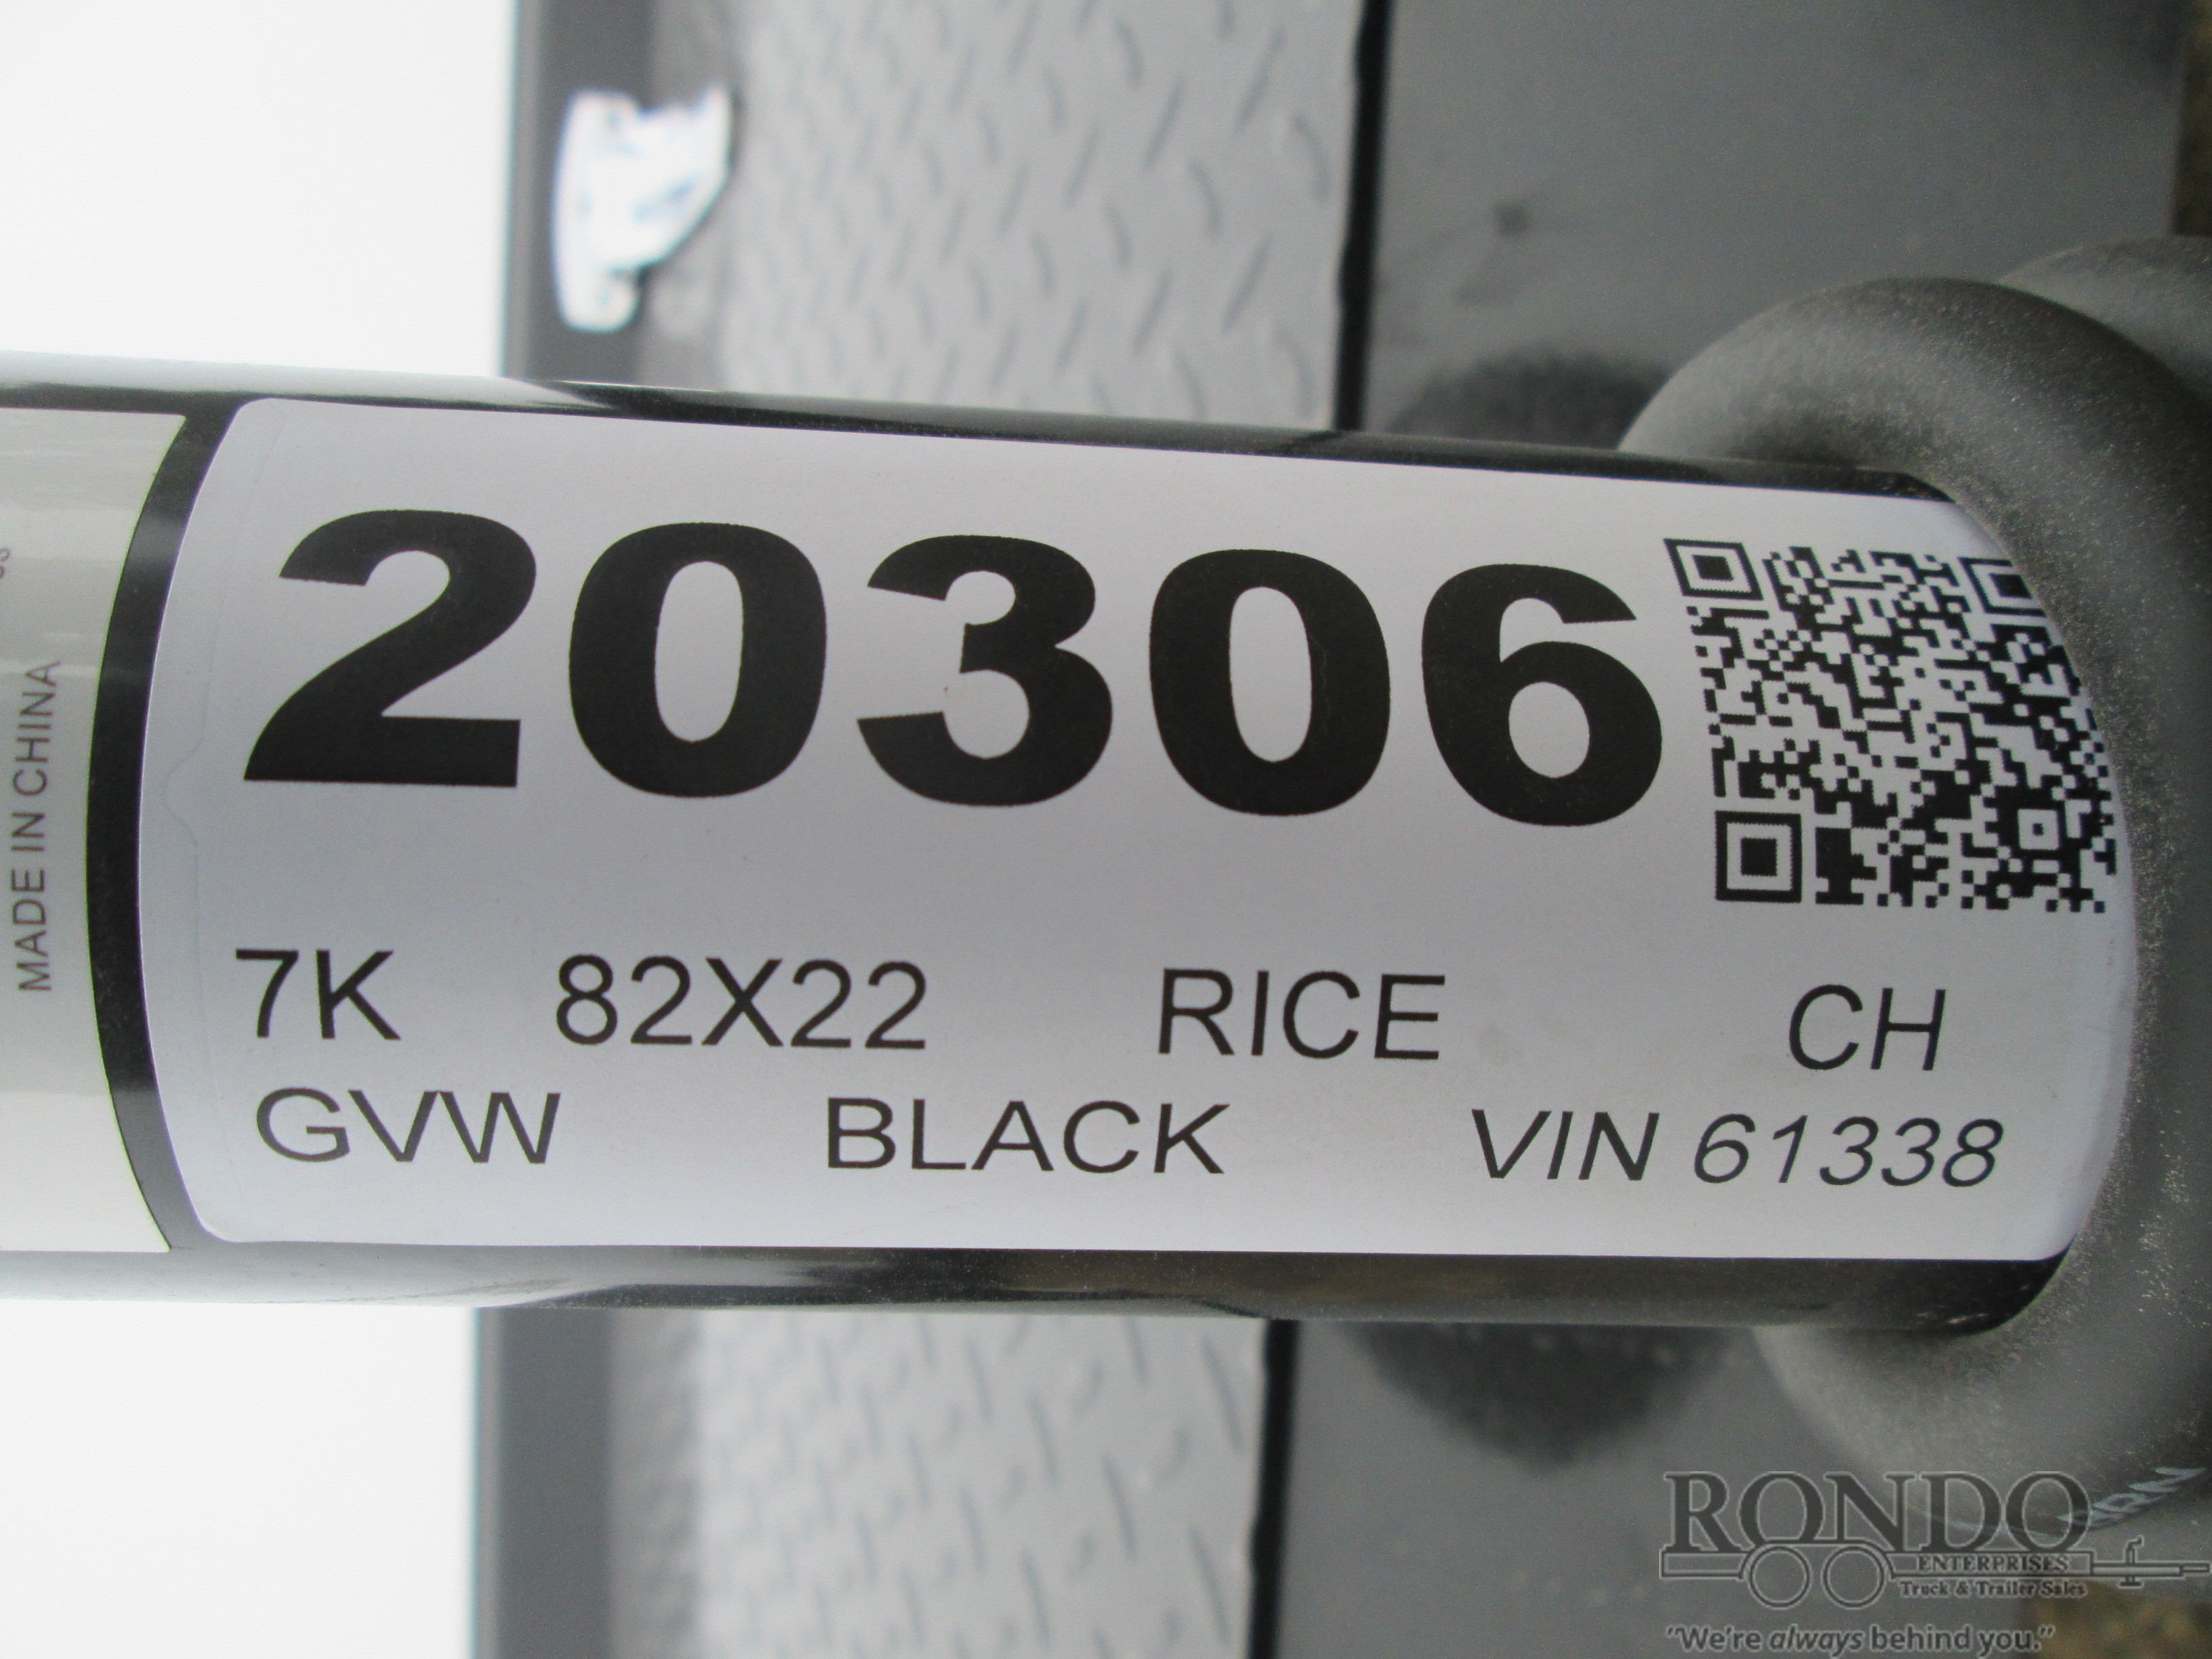 MADE IN CHINA
20306
7K 82X22 RICE CH
GVW BLACK VIN 61338
RONDO
ENTERPRISES
Truck & Trailer Sales
"We're always behind you."